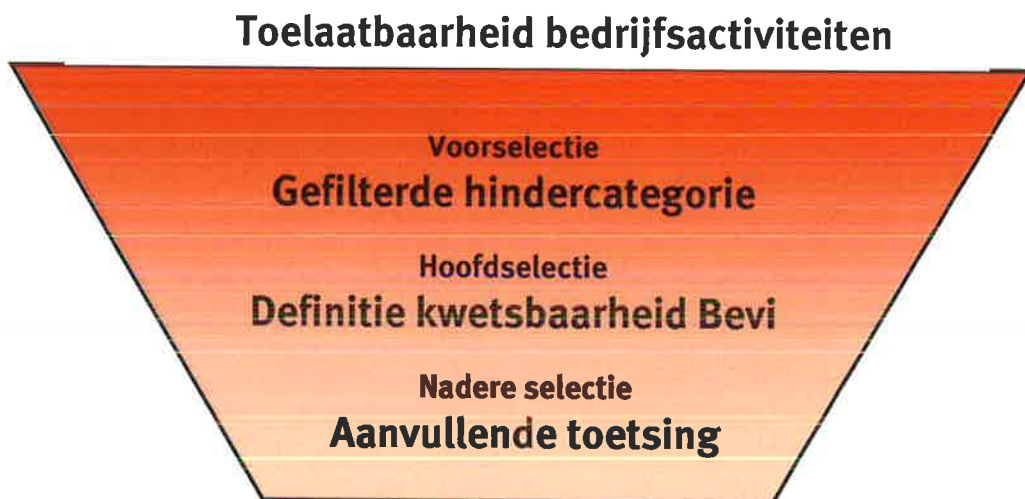 Toelaatbaarheid bedrijfsactiviteiten
Voorselectie
Gefilterde hindercategorie
Hoofdselectie
Definitie kwetsbaarheid Bevi
Nadere selectie
Aanvullende toetsing